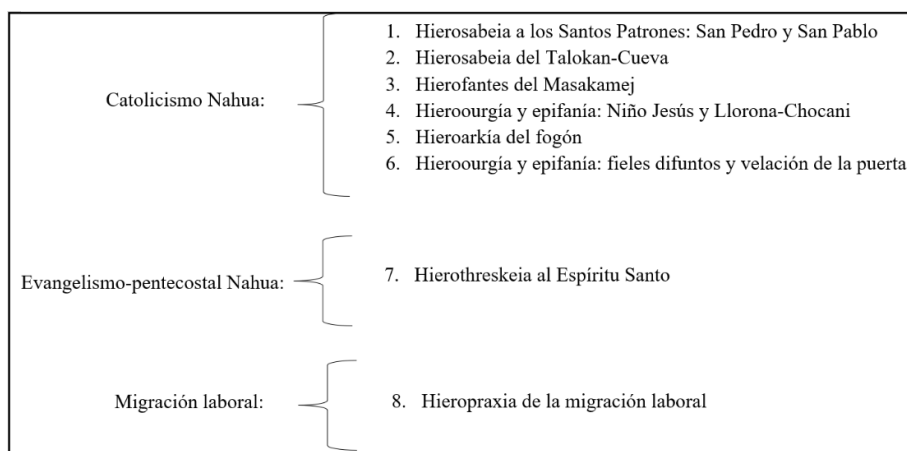 Catolicismo Nahua:
1. Hierosabeia a los Santos Patrones: San Pedro y San Pablo
2. Hierosabeia del Talokan-Cueva
3. Hierofantes del Masakamej
4. Hieroourgía y epifanía: Niño Jesús y Llorona-Chocani
5. Hieroarkía del fogón
6. Hieroourgía y epifanía: fieles difuntos y velación de la puerta
Evangelismo-pentecostal Nahua:
7. Hierothreskeia al Espíritu Santo
Migración laboral:
8. Hieropraxia de la migración laboral